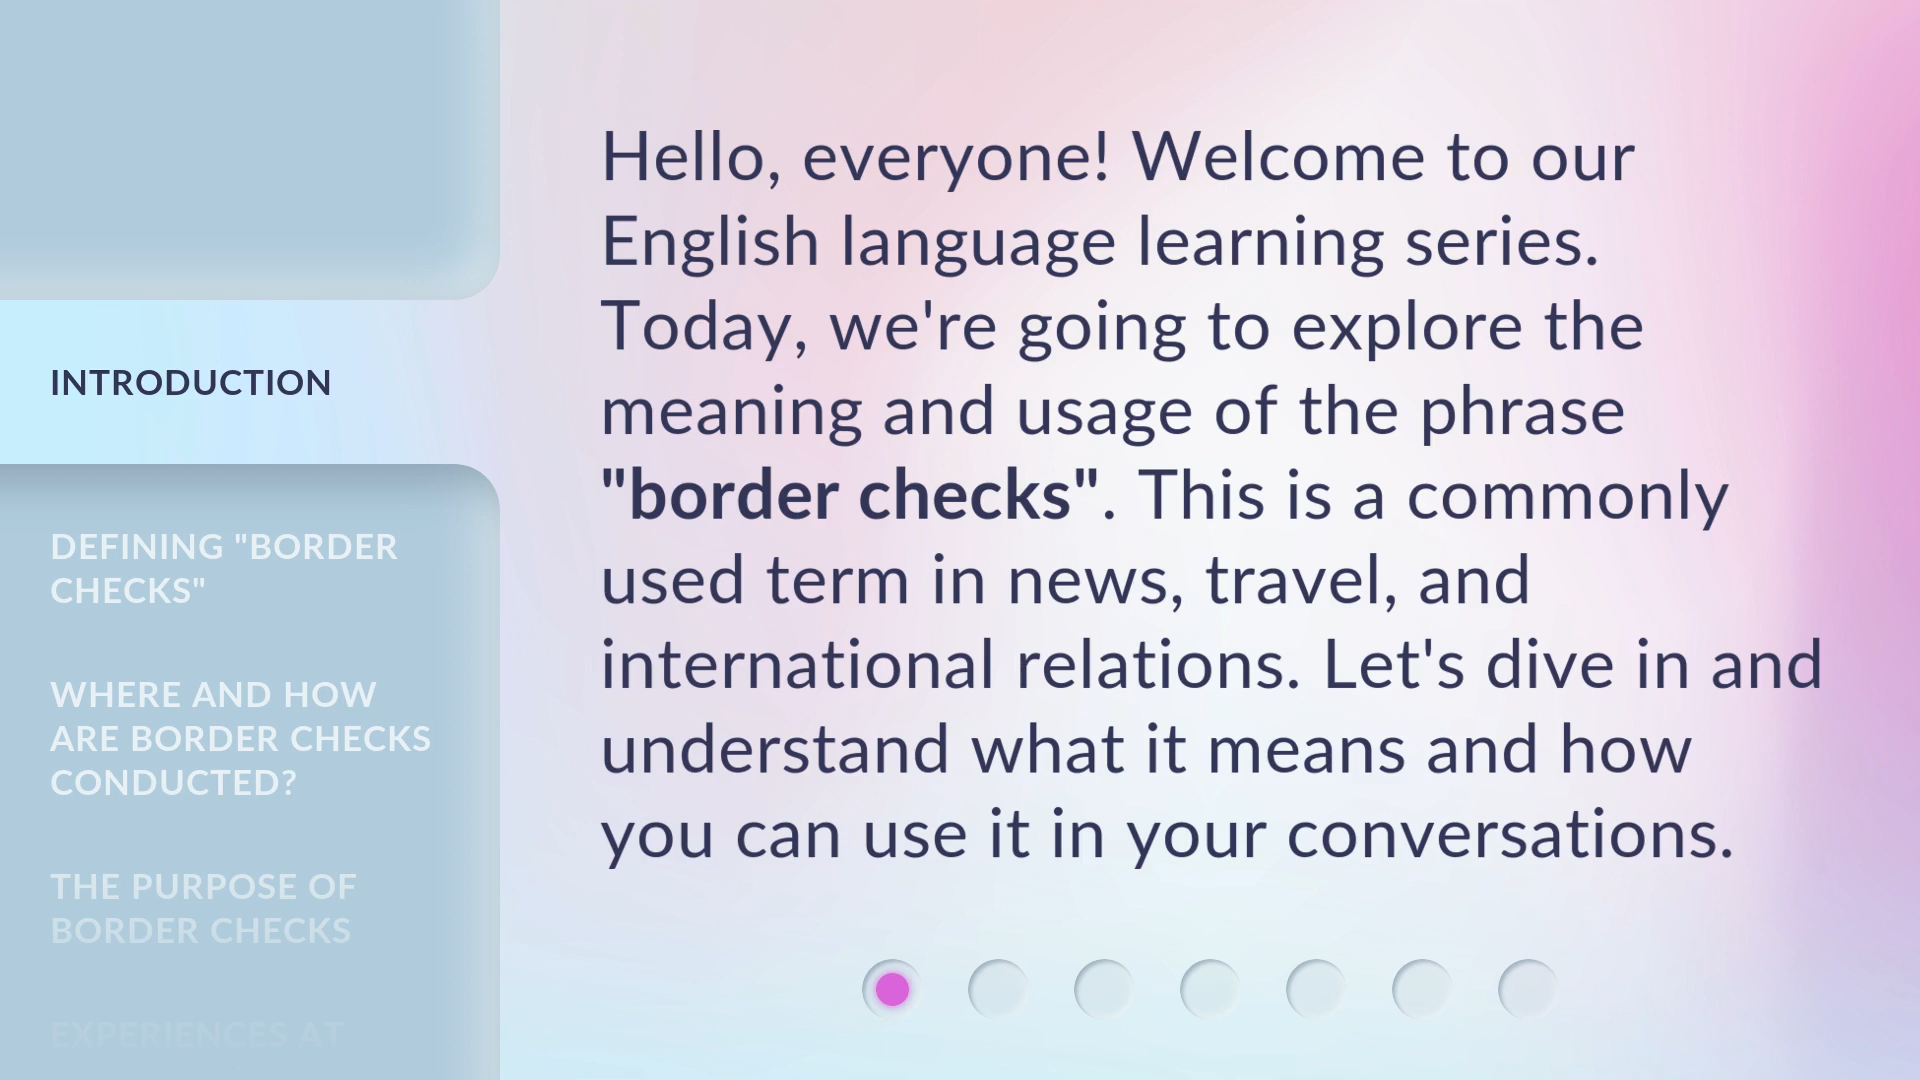 INTRODUCTION
DEFINING "BORDER
CHECKS"
WHERE AND HOW
ARE BORDER CHECKS
CONDUCTED?
THE PURPOSE OF
BORDER CHECKS
EXPERIENCES AT
Hello, everyone! Welcome to our
English language learning series.
Today, we're going to explore the
meaning and usage of the phrase
"border checks". This is a commonly
used term in news, travel, and
international relations. Let's dive in and
understand what it means and how
you can use it in your conversations.